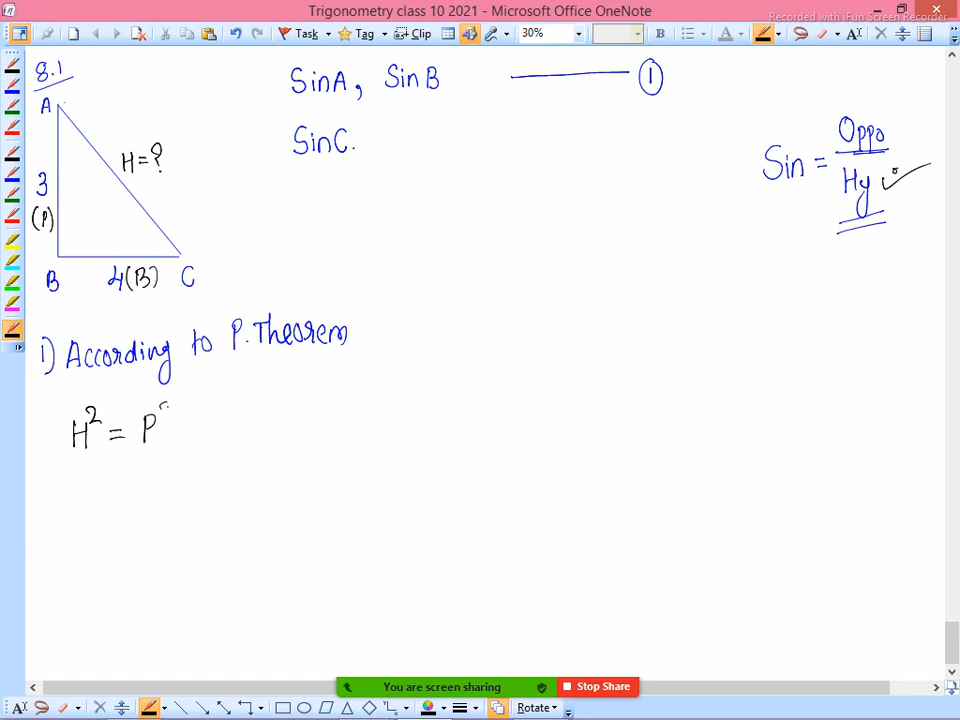 Trigonometry class 10 2021 - Microsoft Office OneNote
Recorded with iFun Screen Recorder
Task Tag Clip 30% B A
8.1
SinA, SinB ① 
SinC.
Sin = Oppo
Hy
A
H=?
3
(P)
B 4(B) C
1) According to P. Theorem
H² = P
You are screen sharing Stop Share
Rotate